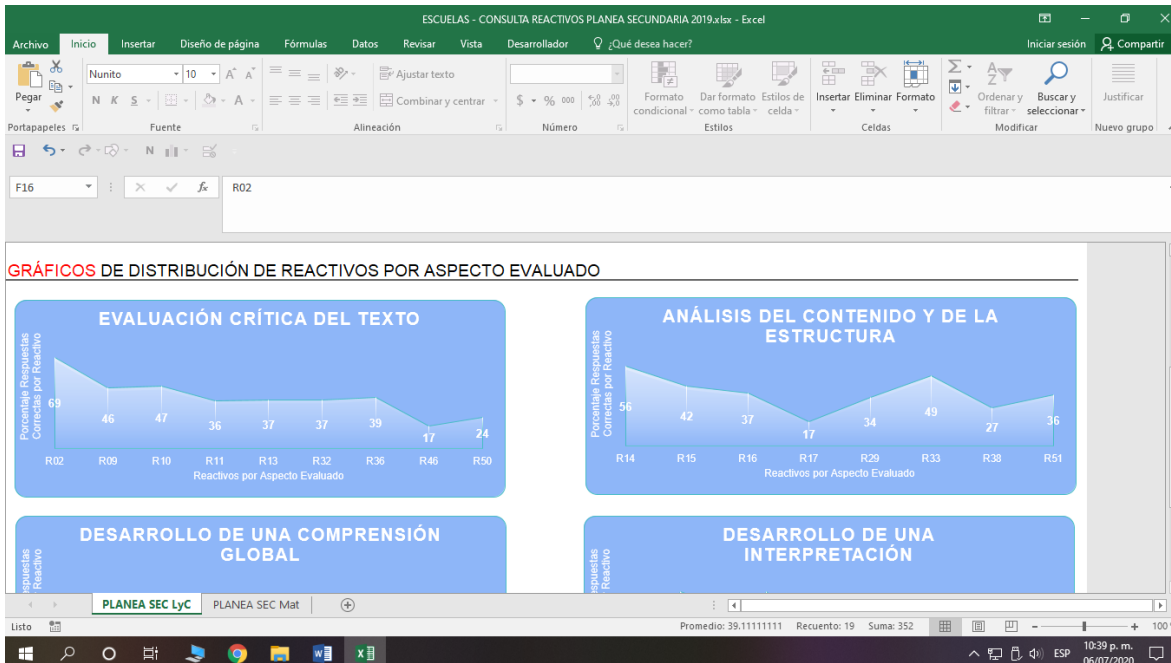 ESCUELAS - CONSULTA REACTIVOS PLANEA SECUNDARIA 2019.xlsx - Excel
Archivo Inicio Insertar Diseño de página Fórmulas Datos Revisar Vista Desarrollador ¿Qué desea hacer? Iniciar sesión Compartir
Nunito 10 A A Ajustar texto
Pegar N K S A Combinar y centrar $ % 000
Formato condicional Dar formato como tabla Estilos de celda Insertar Eliminar Formato Ordenar y filtrar Buscar y seleccionar Justificar
Portapapeles Fuente Alineación Número Estilos Celdas Modificar Nuevo grupo
N
F16 fx R02
GRÁFICOS DE DISTRIBUCIÓN DE REACTIVOS POR ASPECTO EVALUADO
EVALUACIÓN CRÍTICA DEL TEXTO
Porcentaje Respuestas
Correctas por Reactivo
69 46 47 36 37 37 39 17 24
R02 R09 R10 R11 R13 R32 R36 R46 R50
Reactivos por Aspecto Evaluado
ANÁLISIS DEL CONTENIDO Y DE LA
ESTRUCTURA
Porcentaje Respuestas
Correctas por Reactivo
56 42 37 17 34 49 27 36
R14 R15 R16 R17 R29 R33 R38 R51
Reactivos por Aspecto Evaluado
DESARROLLO DE UNA COMPRENSIÓN
GLOBAL
DESARROLLO DE UNA
INTERPRETACIÓN
PLANEA SEC LyC PLANEA SEC Mat
Listo Promedio: 39.11111111 Recuento: 19 Suma: 352 100
ESP 10:39 p. m.
06/07/2020